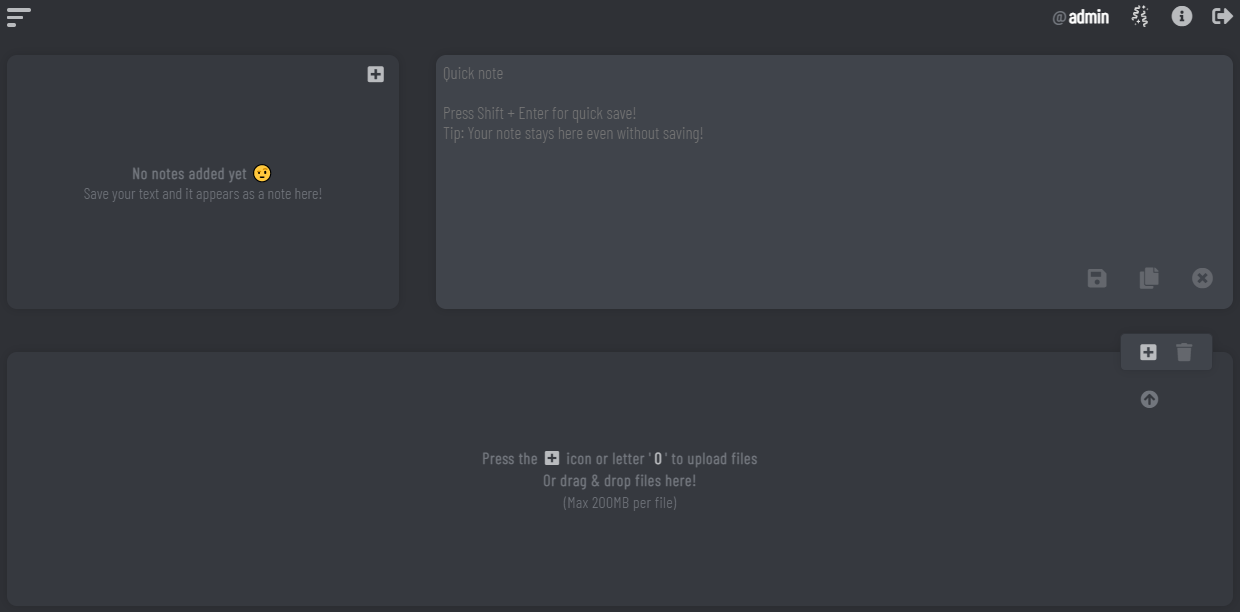 @admin
Quick note
Press Shift + Enter for quick save!
Tip: Your note stays here even without saving!
No notes added yet 😕
Save your text and it appears as a note here!
Press the icon or letter 'O' to upload files
Or drag & drop files here!
(Max 200MB per file)